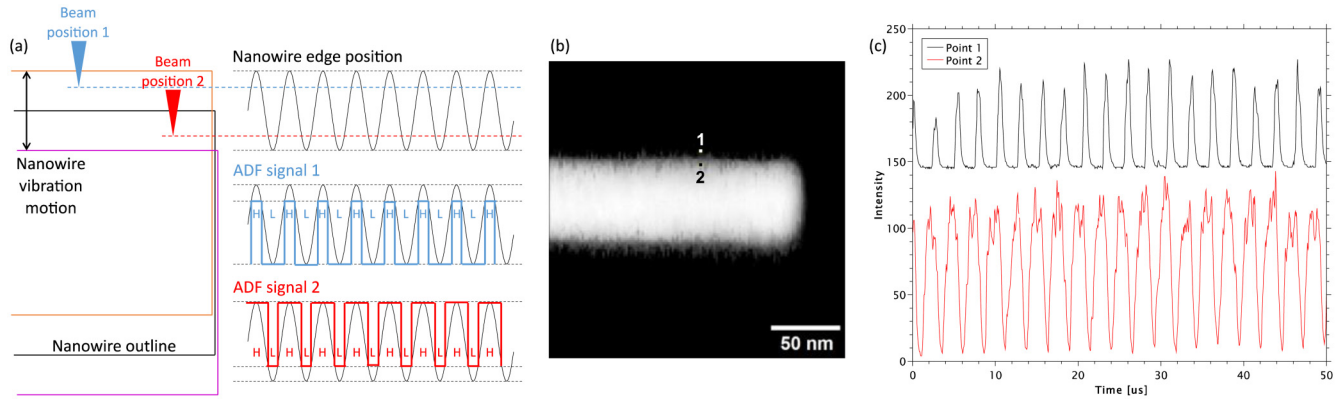 (a)
Beam
position 1
Beam
position 2
Nanowire
vibration
motion
Nanowire outline
Nanowire edge position
ADF signal 1
H L H L H L H L H L H L H L H
ADF signal 2
H L H L H L H L H L H L H L H
(b)
1
2
50 nm
(c)
250
200
150
100
50
0
Intensity
Point 1
Point 2
0 10 20 30 40 50
Time [us]